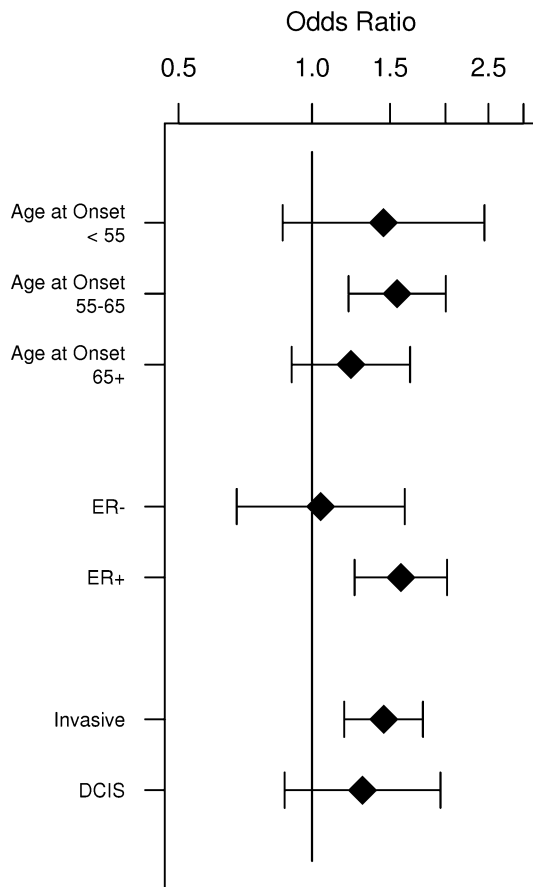 Odds Ratio
0.5 1.0 1.5 2.5
Age at Onset
< 55
Age at Onset
55-65
Age at Onset
65+
ER-
ER+
Invasive
DCIS